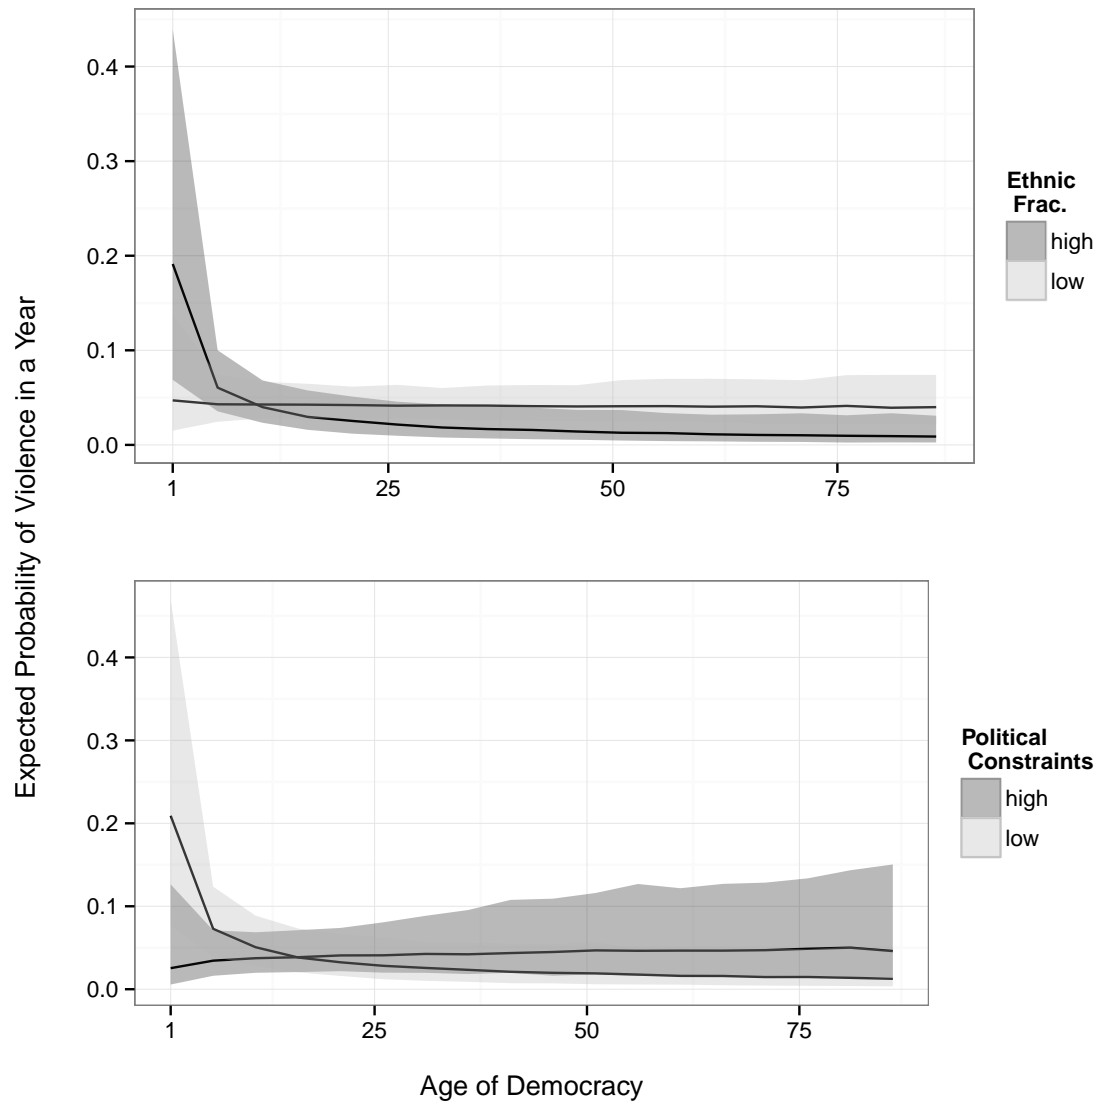 Expected Probability of Violence in a Year
0.4
0.3
0.2
0.1
0.0
1 25 50 75
Ethnic
Frac.
high
low
0.4
0.3
0.2
0.1
0.0
1 25 50 75
Political
Constraints
high
low
Age of Democracy